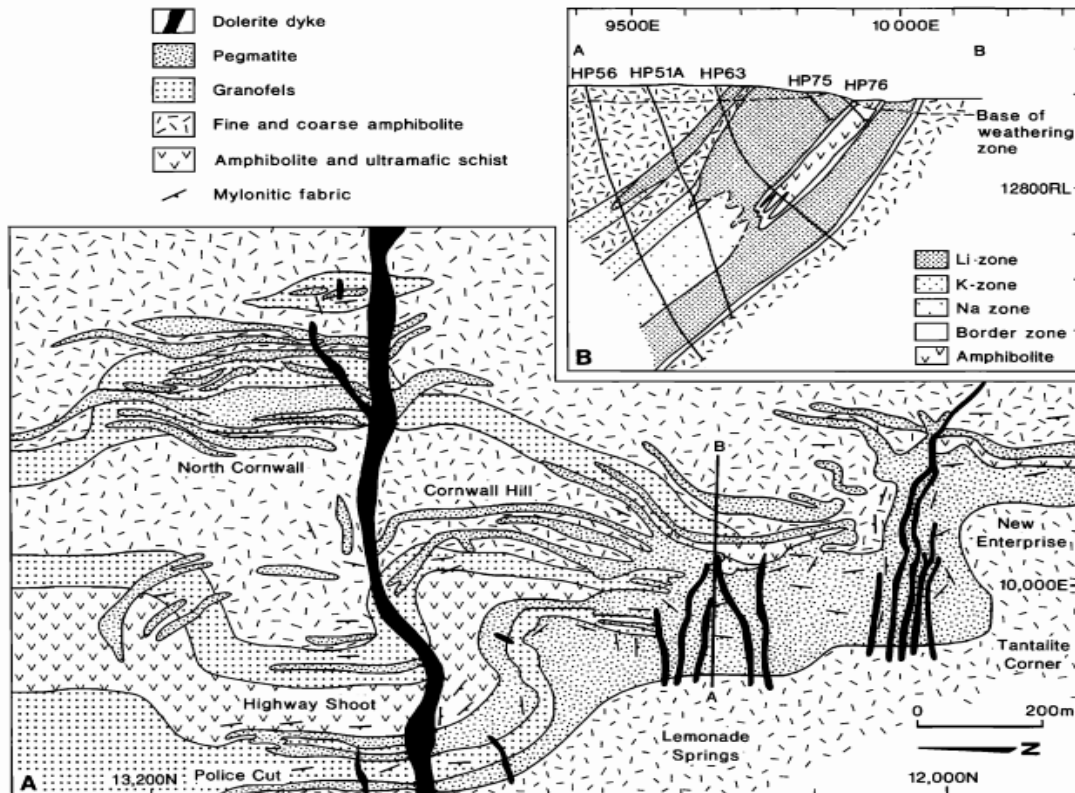 Dolerite dyke
Pegmatite
Granofels
Fine and coarse amphibolite
Amphibolite and ultramafic schist
Mylonitic fabric
9500E
10 000E
A
B
HP56
HP51A
HP63
HP75
HP76
Base of
weathering
zone
12800RL
Li-zone
K-zone
Na zone
Border zone
Amphibolite
B
North Cornwall
Cornwall Hill
B
New
Enterprise
10,000E
Tantalite
Corner
A
Highway Shoot
Lemonade
Springs
0
200m
N
A
Police Cut
13,200N
12,000N